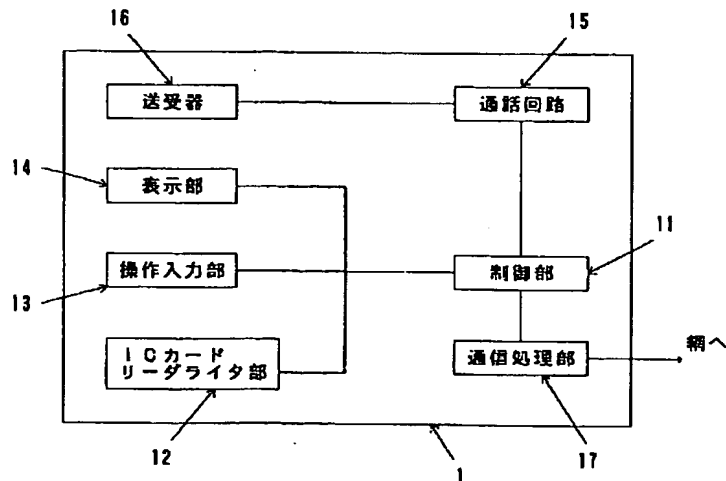 16
15
送受器
通話回路
14
表示部
11
操作入力部
制御部
13
ICカード
リーダライタ部
通信処理部
網へ
12
1
17